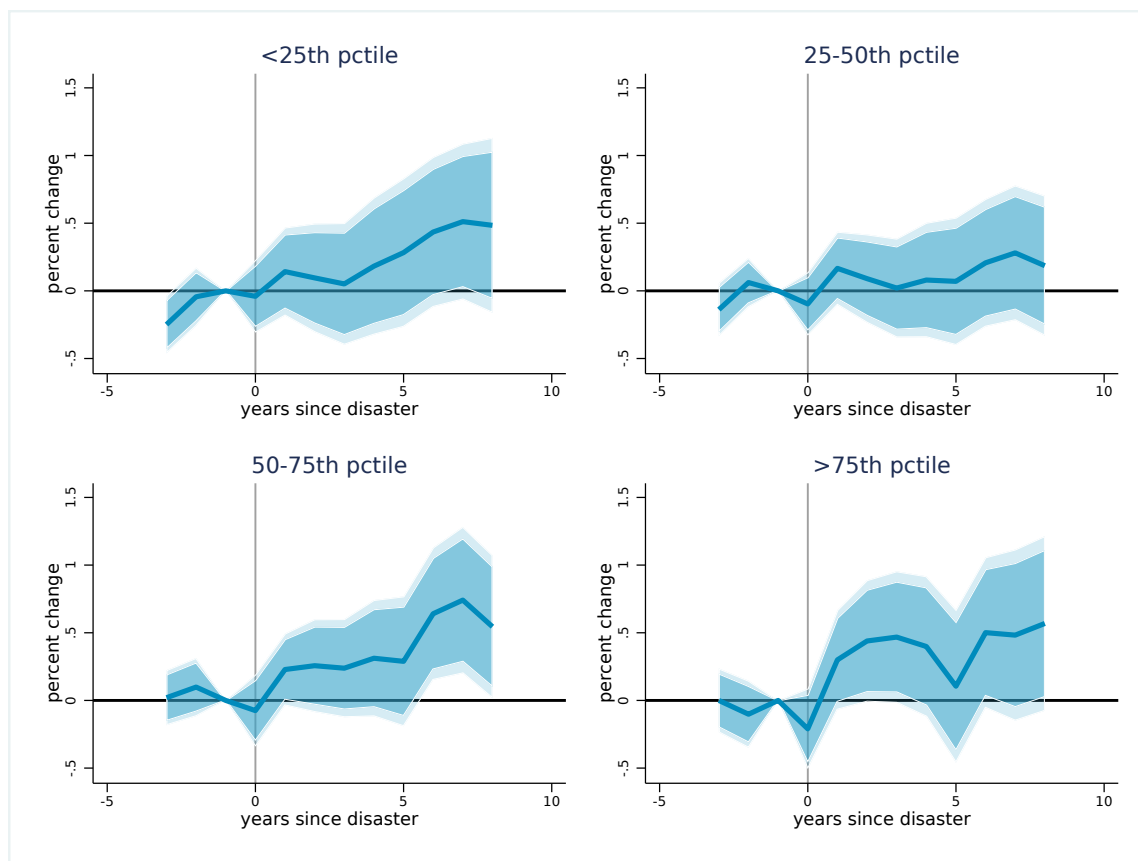 <25th pctile
25-50th pctile
percent change
-.5 0 .5 1 1.5
-5 0 5 10
years since disaster
percent change
-.5 0 .5 1 1.5
-5 0 5 10
years since disaster
50-75th pctile
>75th pctile
percent change
-.5 0 .5 1 1.5
-5 0 5 10
years since disaster
percent change
-.5 0 .5 1 1.5
-5 0 5 10
years since disaster